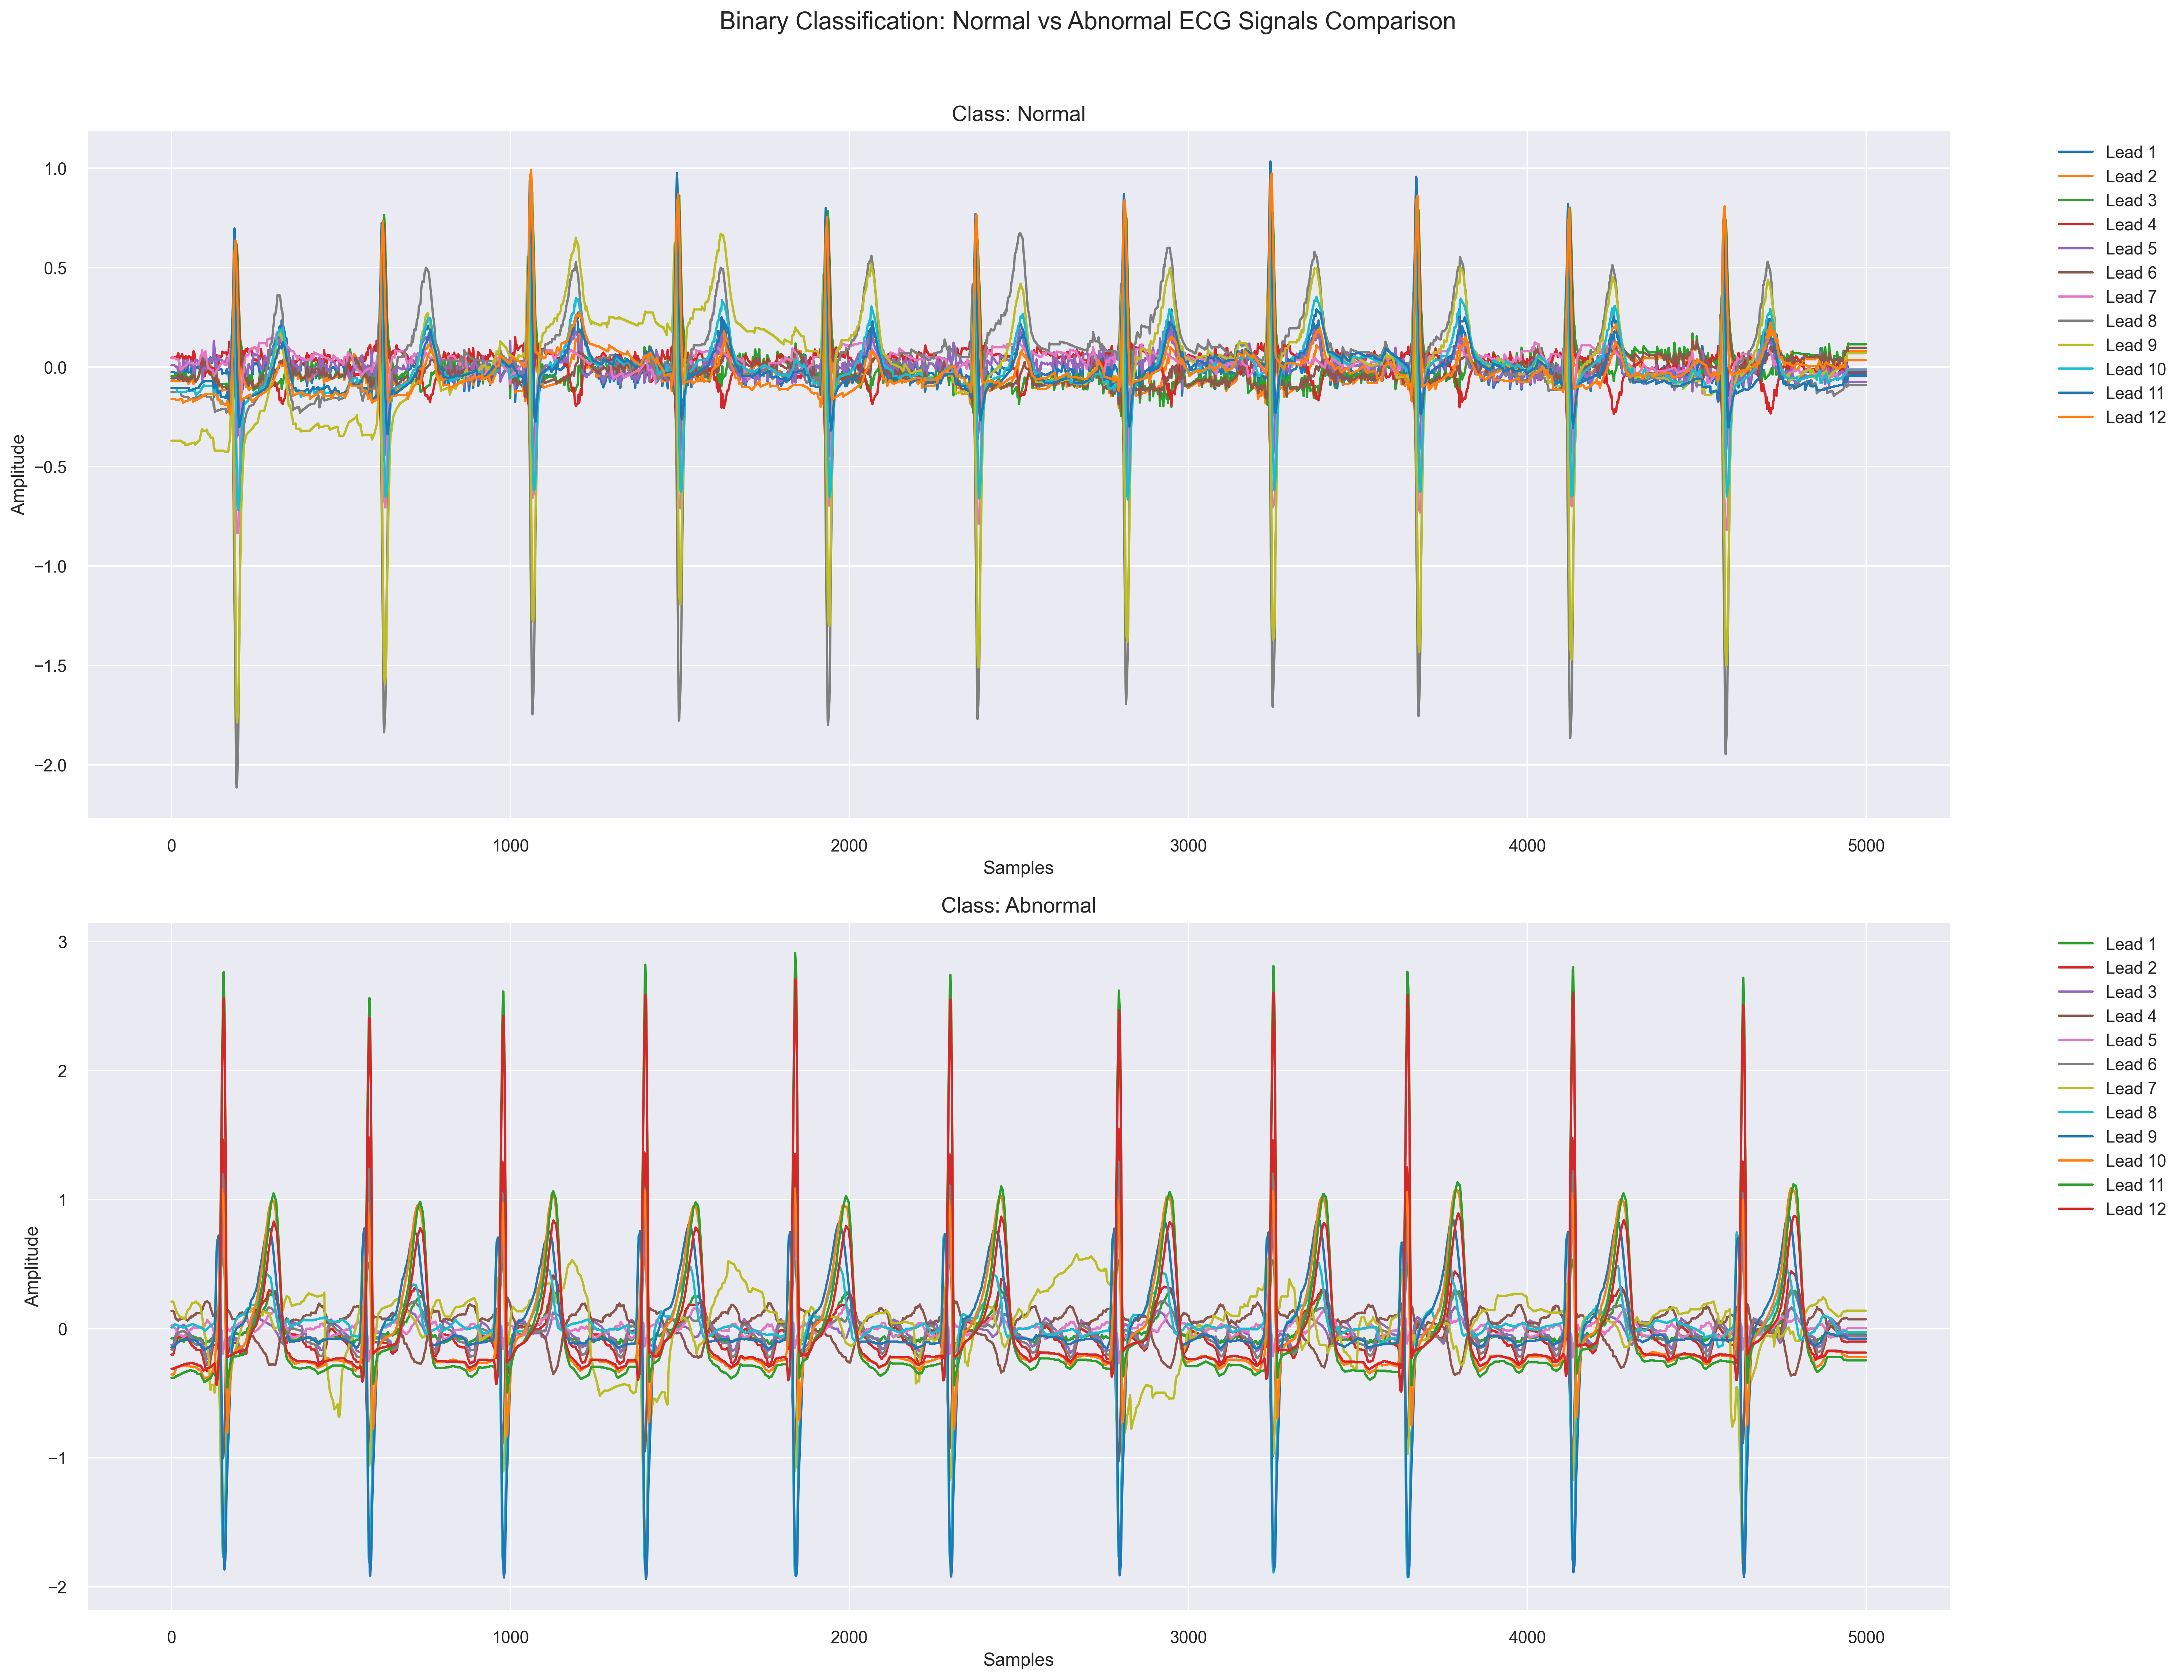 Binary Classification: Normal vs Abnormal ECG Signals Comparison
Class: Normal
Amplitude
1.0
0.5
0.0
−0.5
−1.0
−1.5
−2.0
0 1000 2000 3000 4000 5000
Samples
Lead 1
Lead 2
Lead 3
Lead 4
Lead 5
Lead 6
Lead 7
Lead 8
Lead 9
Lead 10
Lead 11
Lead 12
Class: Abnormal
Amplitude
3
2
1
0
−1
−2
0 1000 2000 3000 4000 5000
Samples
Lead 1
Lead 2
Lead 3
Lead 4
Lead 5
Lead 6
Lead 7
Lead 8
Lead 9
Lead 10
Lead 11
Lead 12